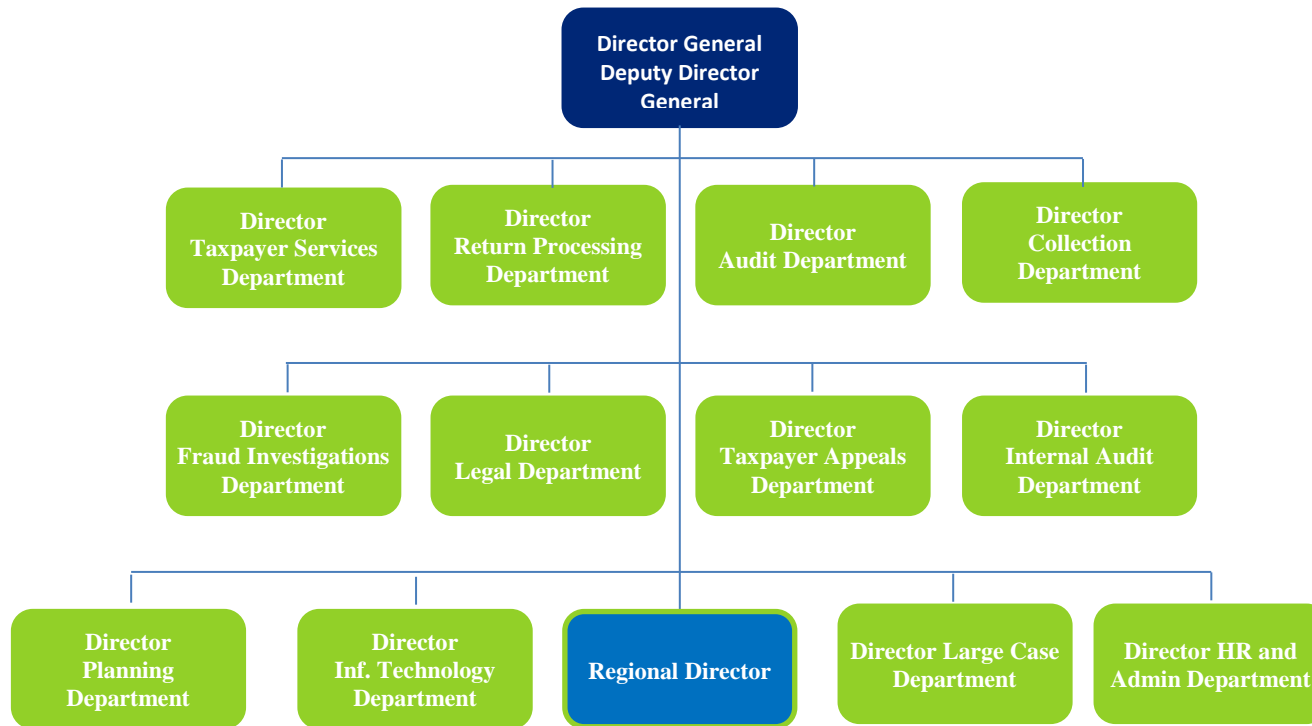 Director General
Deputy Director
General
Director
Taxpayer Services
Department
Director
Return Processing
Department
Director
Audit Department
Director
Collection
Department
Director
Fraud Investigations
Department
Director
Legal Department
Director
Taxpayer Appeals
Department
Director
Internal Audit
Department
Director
Planning
Department
Director
Inf. Technology
Department
Regional Director
Director Large Case
Department
Director HR and
Admin Department